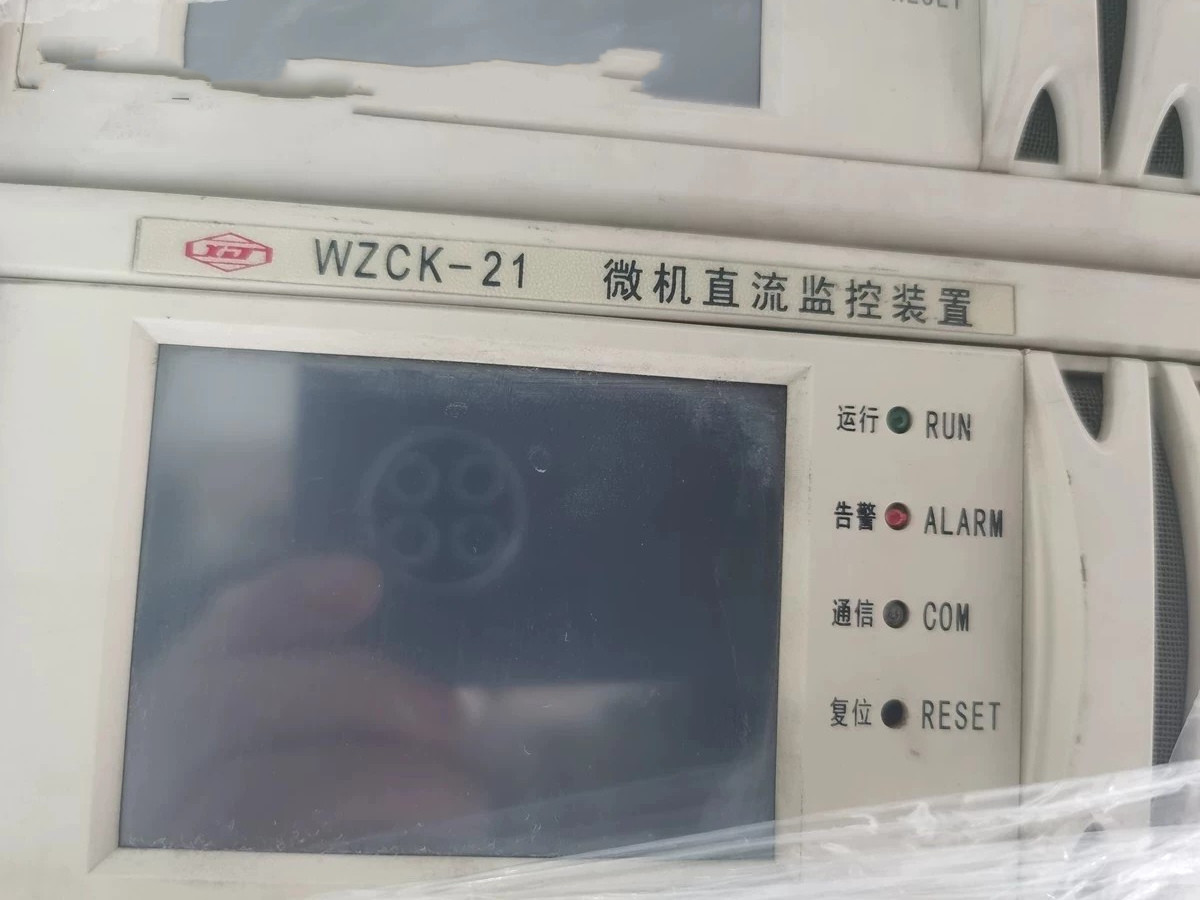 RESET
WZCK-21 微机直流监控装置
运行 RUN
告警 ALARM
通信 COM
复位 RESET